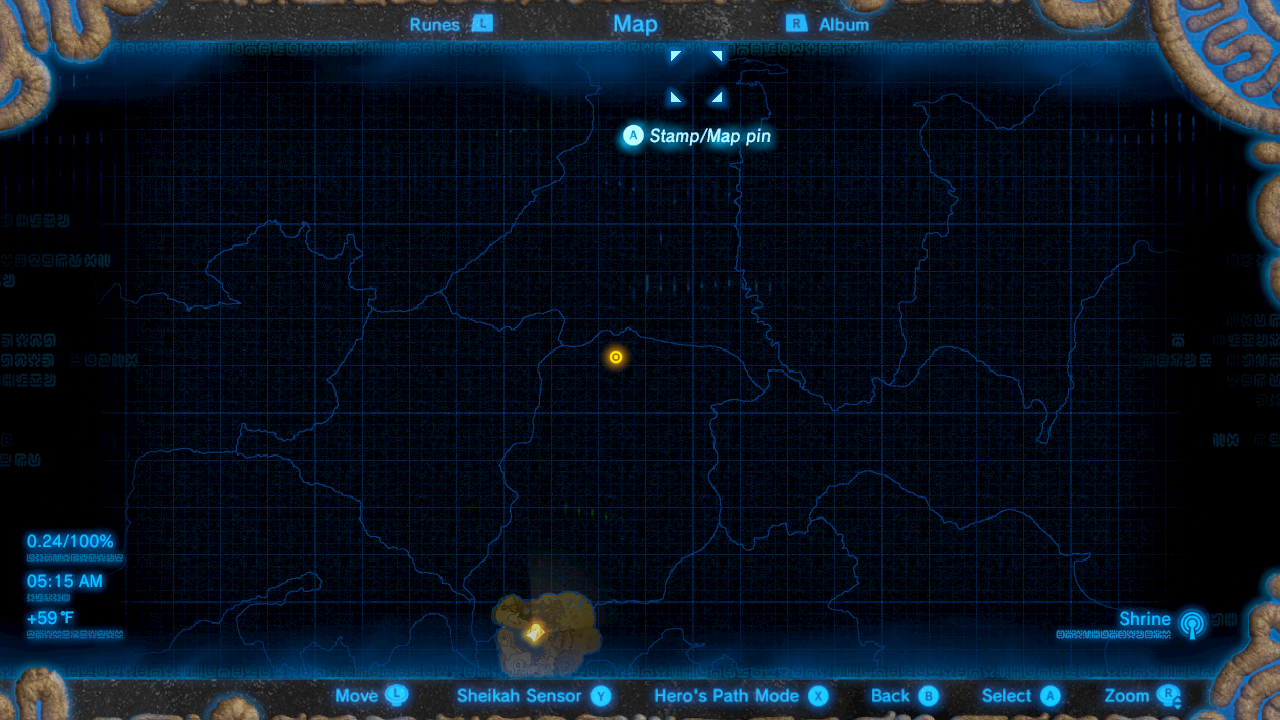 Runes L Map R Album
A Stamp/Map pin
0.24/100%
05:15 AM
+59°F
Shrine
Move L Sheikah Sensor Y Hero's Path Mode X Back B Select A Zoom R